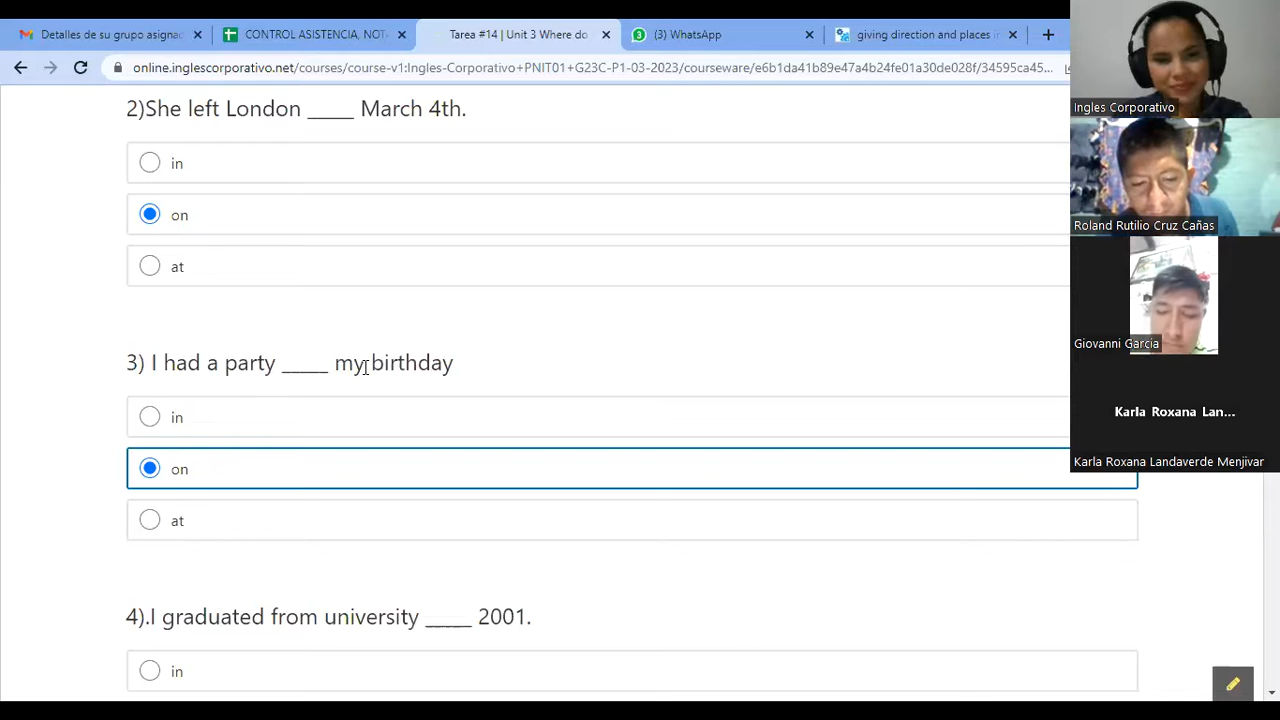 Detalles de su grupo asigna
CONTROL ASISTENCIA, NOT
Tarea #14 | Unit 3 Where do
(3) WhatsApp
giving direction and places i
online.inglescorporativo.net/courses/course-v1:Ingles-Corporativo+PNIT01+G23C-P1-03-2023/courseware/e6b1da41b89e47a4b24fe01a30de028f/34595ca45...
2)She left London _____ March 4th.
in
on
at
3) I had a party _____ my birthday
in
on
at
4).I graduated from university _____ 2001.
in
Ingles Corporativo
Roland Rutilio Cruz Cañas
Giovanni Garcia
Karla Roxana Lan...
Karla Roxana Landaverde Menjivar